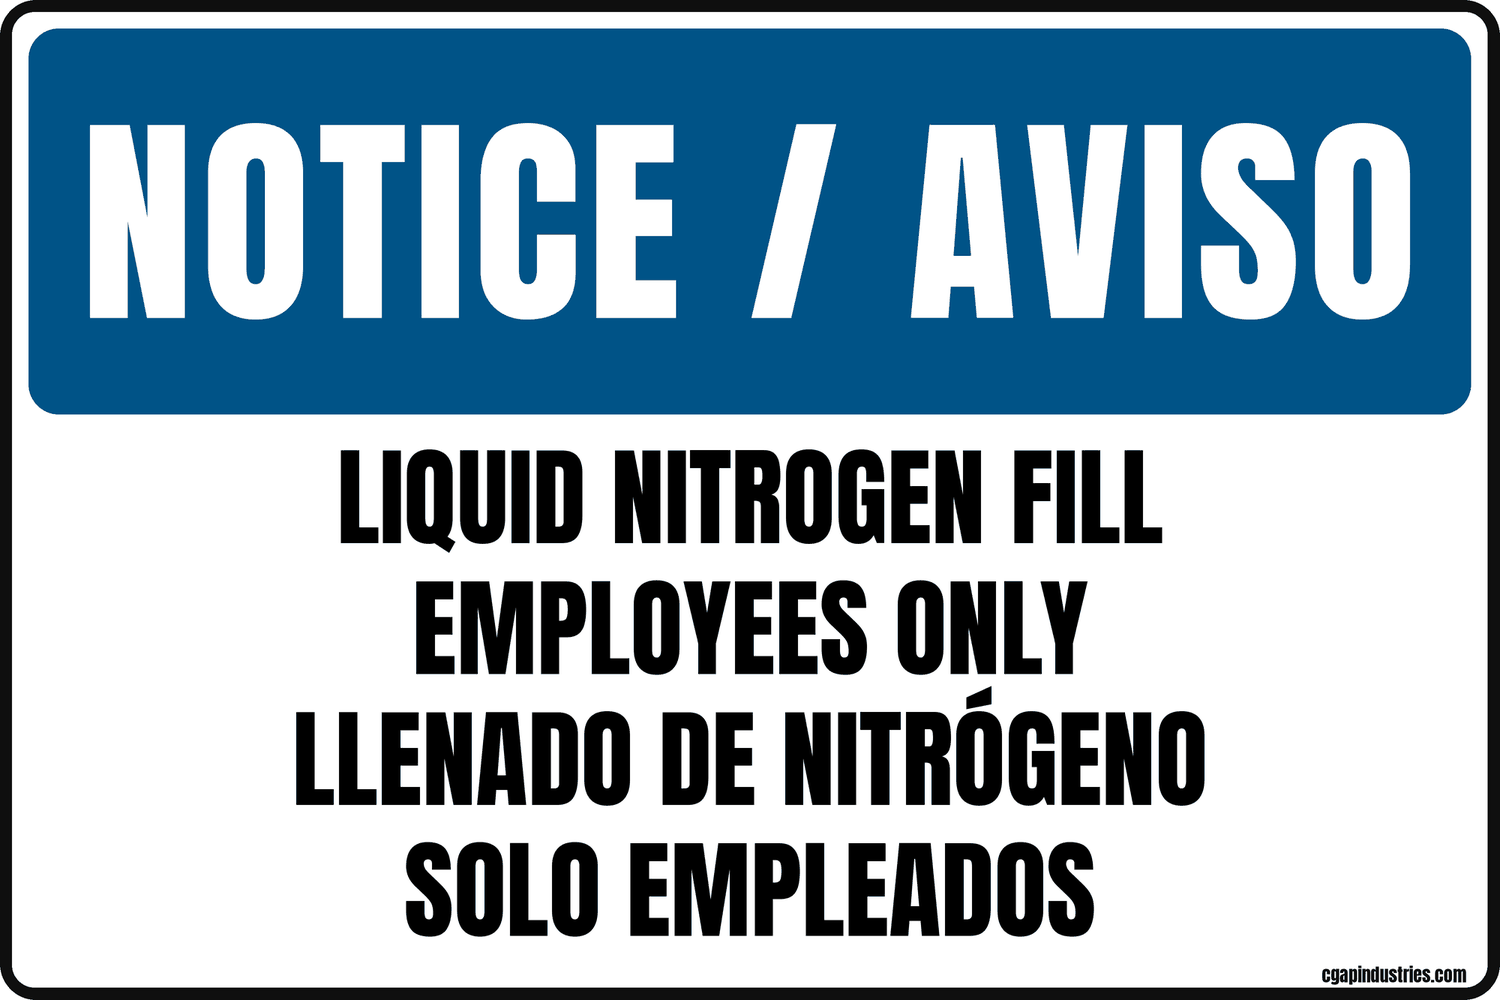 NOTICE / AVISO
LIQUID NITROGEN FILL
EMPLOYEES ONLY
LLENADO DE NITRÓGENO
SOLO EMPLEADOS
cgapindustries.com